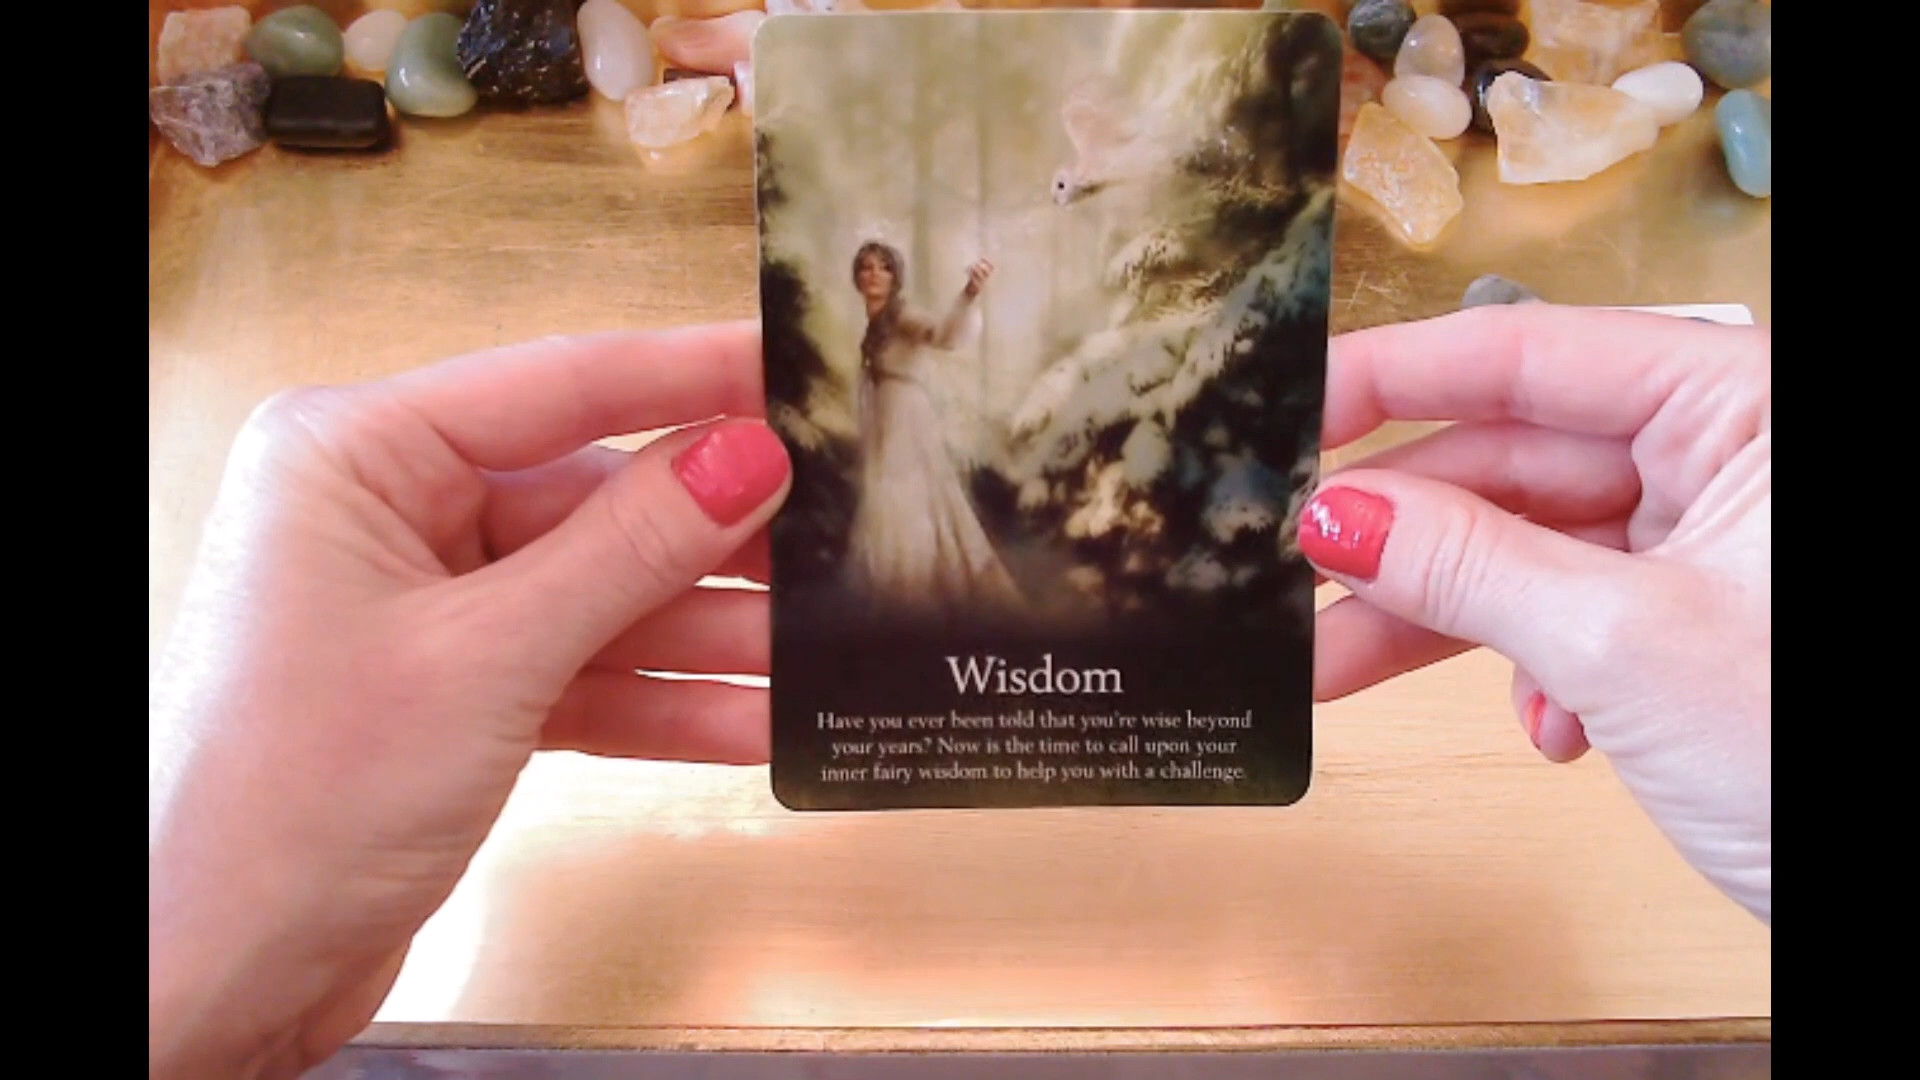 Wisdom
Have you ever been told that you're wise beyond
your years? Now is the time to call upon your
inner fairy wisdom to help you with a challenge.